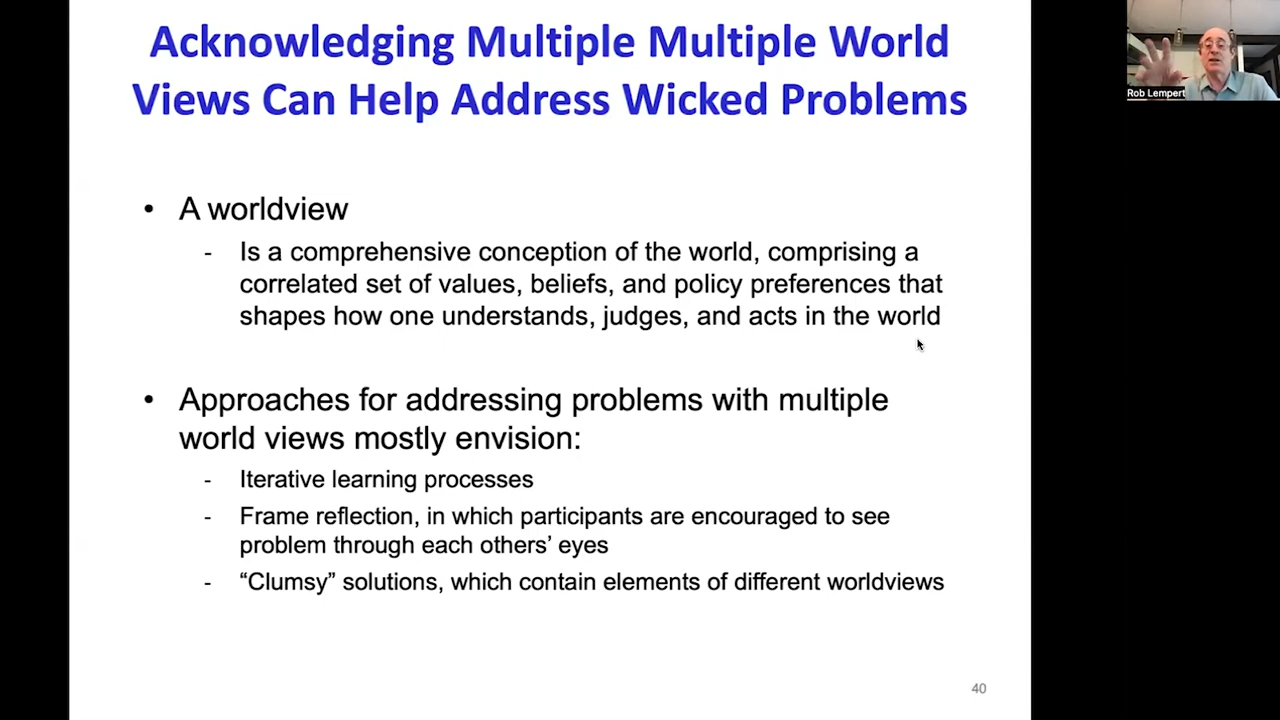 Acknowledging Multiple Multiple World
Views Can Help Address Wicked Problems
Rob Lempert
• A worldview
- Is a comprehensive conception of the world, comprising a
correlated set of values, beliefs, and policy preferences that
shapes how one understands, judges, and acts in the world
• Approaches for addressing problems with multiple
world views mostly envision:
- Iterative learning processes
- Frame reflection, in which participants are encouraged to see
problem through each others’ eyes
- “Clumsy” solutions, which contain elements of different worldviews
40